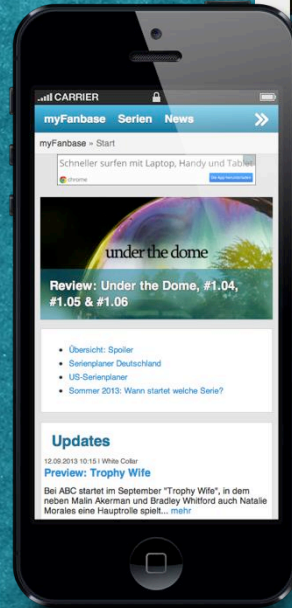 CARRIER
myFanbase Serien News »
myFanbase » Start
Schneller surfen mit Laptop, Handy und Tablet
chrome
under the dome
Review: Under the Dome, #1.04,
#1.05 & #1.06
Übersicht: Spoiler
Serienplaner Deutschland
US-Serienplaner
Sommer 2013: Wann startet welche Serie?
Updates
12.09.2013 10:15 I White Collar
Preview: Trophy Wife
Bei ABC startet im September "Trophy Wife", in dem
neben Malin Akerman und Bradley Whitford auch Natalie
Morales eine Hauptrolle spielt... mehr